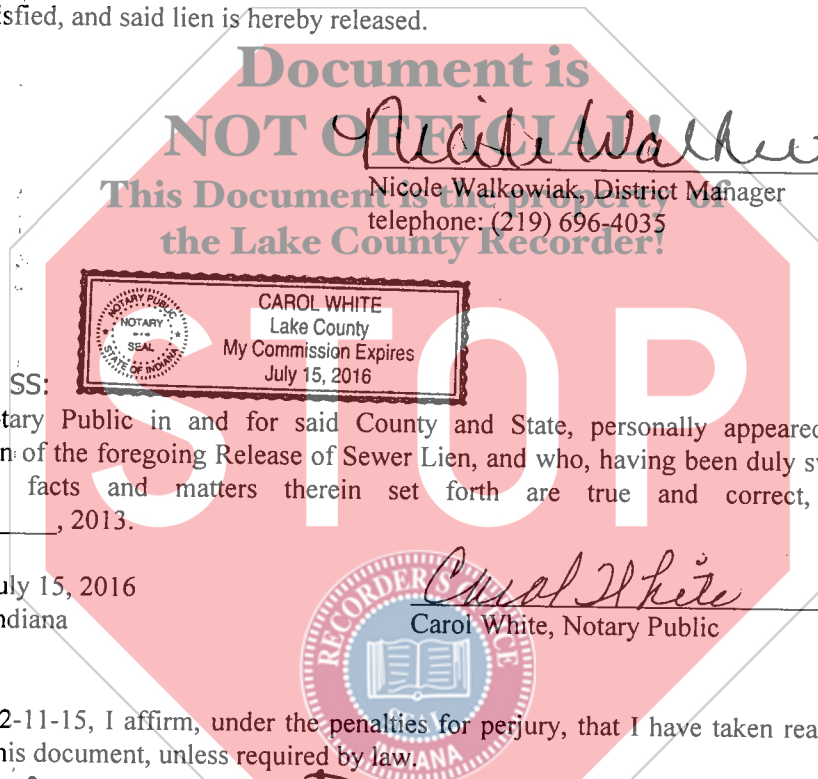 sfied, and said lien is hereby released.
Document is
NOT OFFICIAL!
Nicole Walkowiak, District Manager
This Document is the property of
telephone: (219) 696-4035
the Lake County Recorder!
CAROL WHITE
Lake County
My Commission Expires
July 15, 2016
NOTARY PUBLIC
NOTARY
SEAL
STATE OF INDIANA
STOP
SS:
tary Public in and for said County and State, personally appeared
n of the foregoing Release of Sewer Lien, and who, having been duly s
facts and matters therein set forth are true and correct,
, 2013.
uly 15, 2016
ndiana
Carol White
Carol White, Notary Public
RECORDER'S OFFICE
SEAL
INDIANA
2-11-15, I affirm, under the penalties for perjury, that I have taken rea
his document, unless required by law.